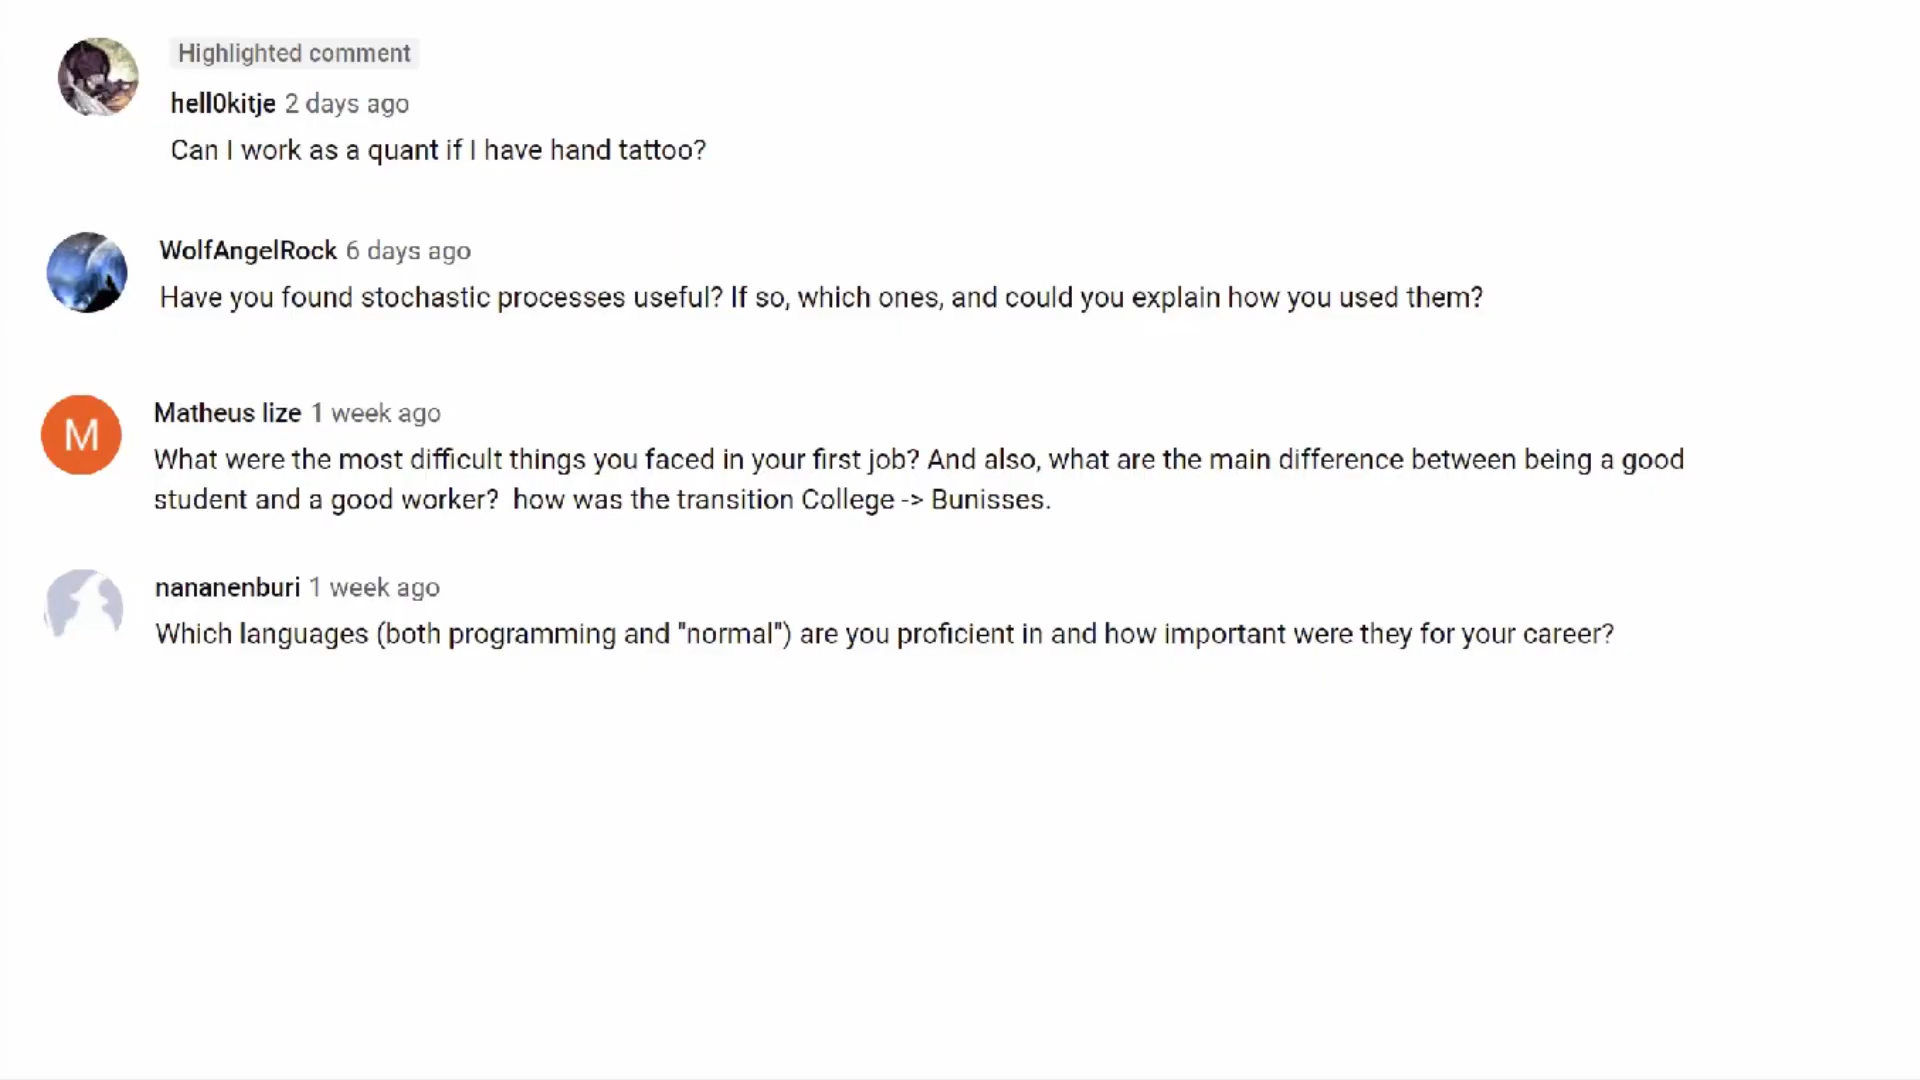 Highlighted comment
hell0kitje 2 days ago
Can I work as a quant if I have hand tattoo?
WolfAngelRock 6 days ago
Have you found stochastic processes useful? If so, which ones, and could you explain how you used them?
M
Matheus lize 1 week ago
What were the most difficult things you faced in your first job? And also, what are the main difference between being a good
student and a good worker?  how was the transition College -> Bunisses.
nananenburi 1 week ago
Which languages (both programming and "normal") are you proficient in and how important were they for your career?